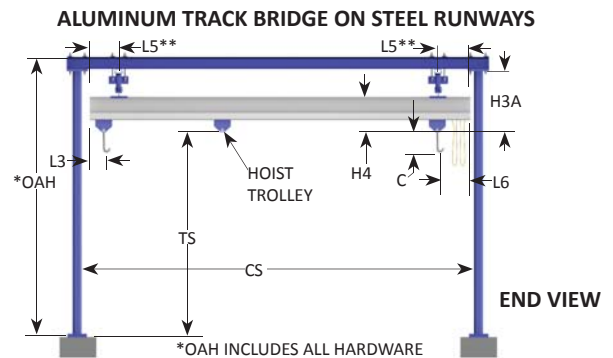 ALUMINUM TRACK BRIDGE ON STEEL RUNWAYS
L5**
L5**
H3A
L3
HOIST
TROLLEY
H4
C
L6
*OAH
TS
CS
END VIEW
*OAH INCLUDES ALL HARDWARE